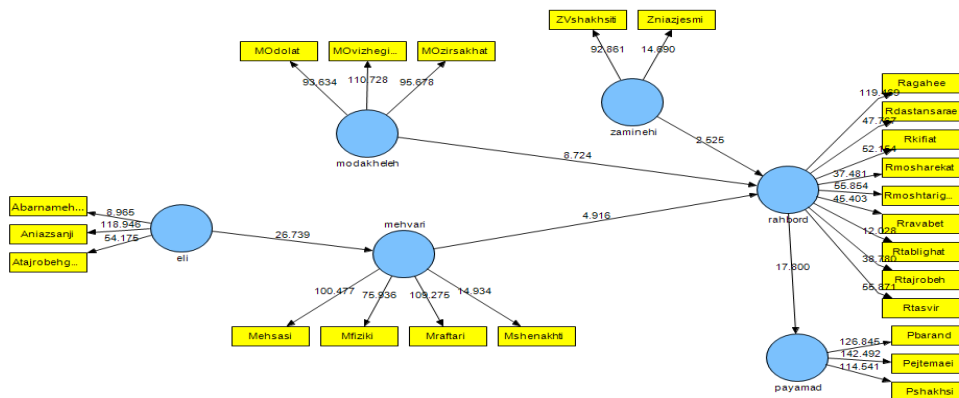 ZVshakhsiti
Zniazjesmi
92.861
14.690
zaminehi
2.525
MOdolat
MOvizhegi...
MOzirsakhat
93.634
110.728
95.678
modakheleh
8.724
Abarnameh...
Aniazsanji
Atajrobehg...
8.965
118.946
54.175
eli
26.739
mehvari
4.916
100.477
75.936
109.275
14.934
Mehsasi
Mfiziki
Mraftari
Mshenakhti
rahbord
119.469
47.767
52.154
37.481
55.854
45.403
12.028
38.780
55.871
Ragahee
Rdastansarae
Rkifiat
Rmosharekat
Rmoshtarig...
Rravabet
Rtablighat
Rtajrobeh
Rtasvir
17.800
payamad
126.845
142.492
114.541
Pbarand
Pejtemaei
Pshakhsi